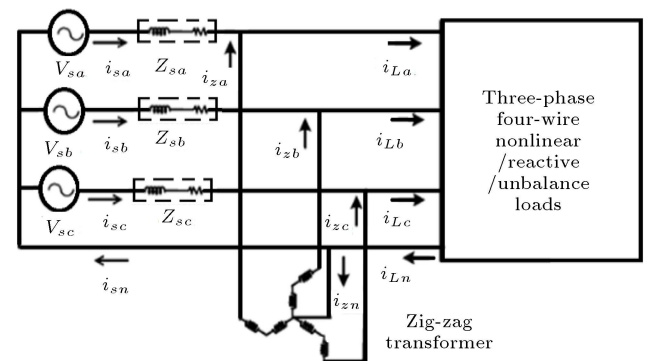 V_sa
i_sa
Z_sa
i_za
i_La
V_sb
i_sb
Z_sb
i_zb
i_Lb
V_sc
i_sc
Z_sc
i_zc
i_Lc
i_sn
i_zn
i_Ln
Three-phase
four-wire
nonlinear
/reactive
/unbalance
loads
Zig-zag
transformer